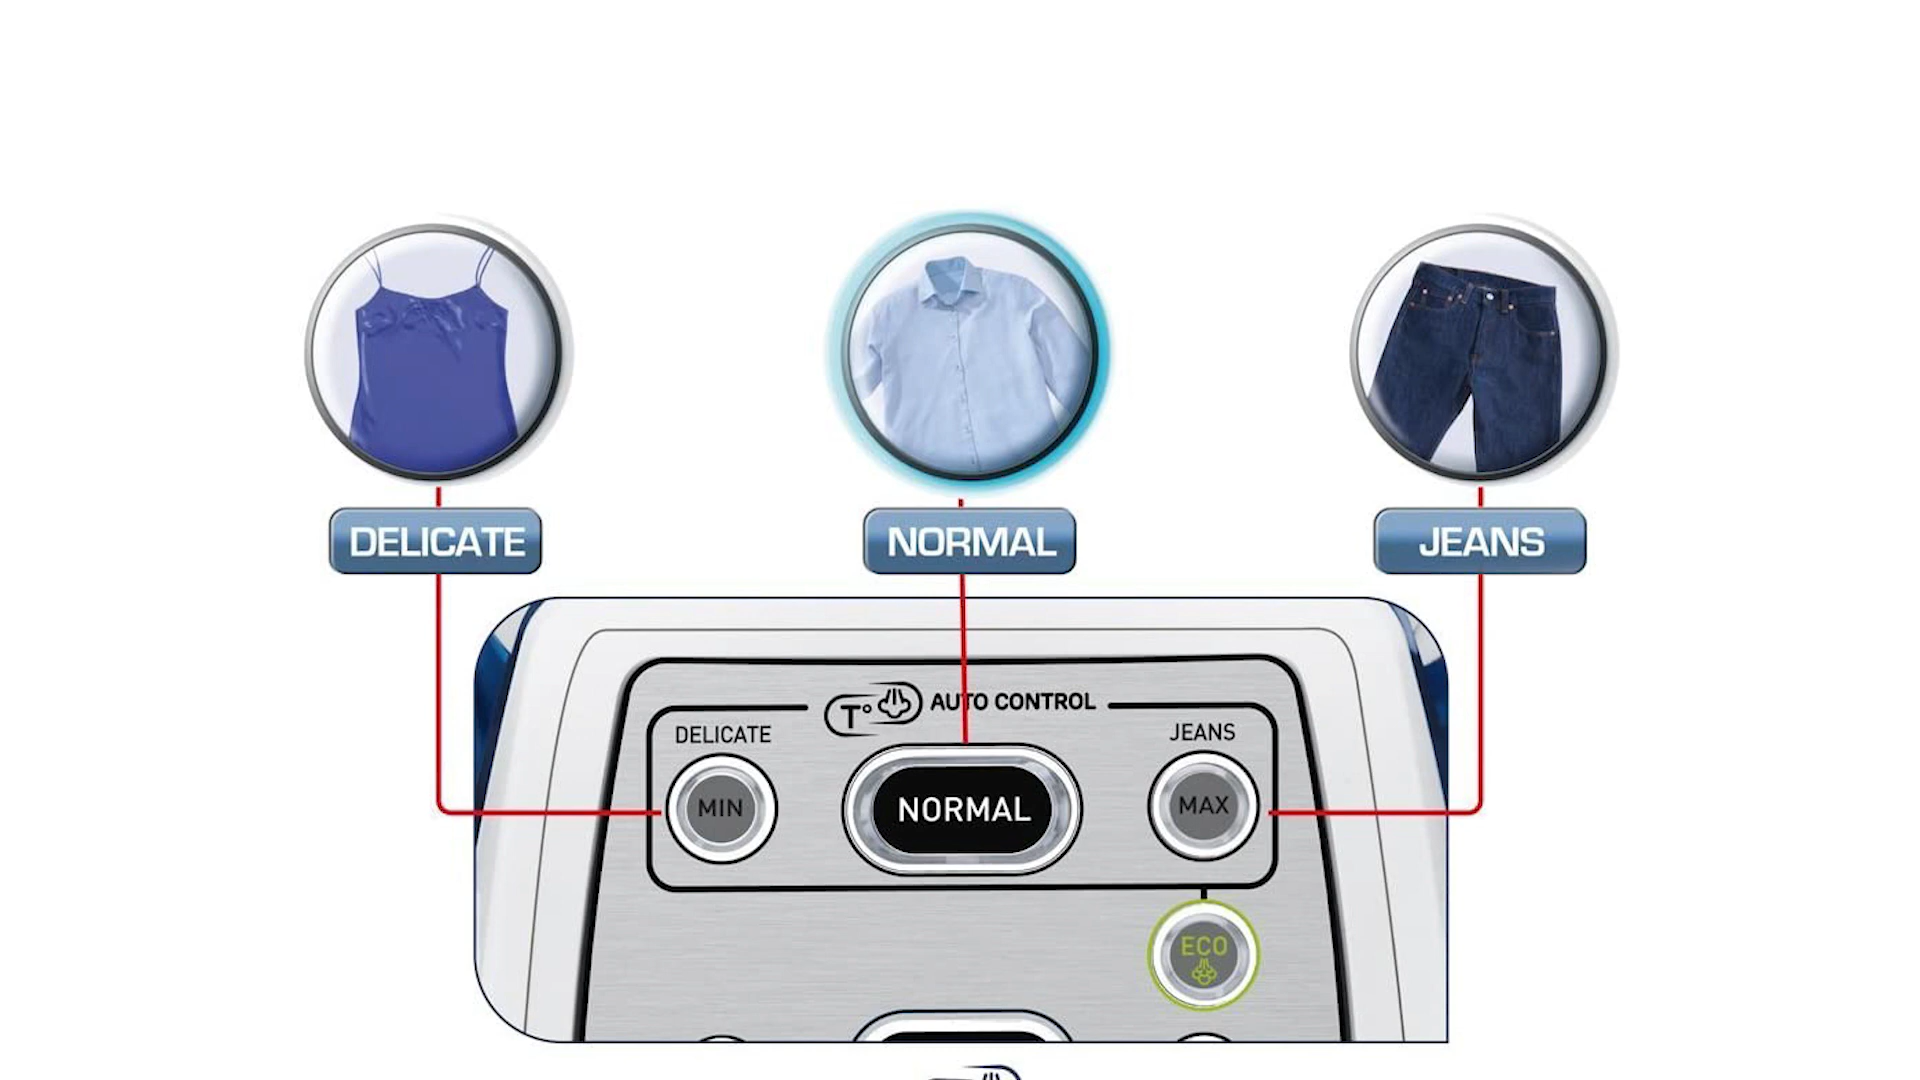 DELICATE
NORMAL
JEANS
T° AUTO CONTROL
DELICATE
JEANS
MIN
NORMAL
MAX
ECO